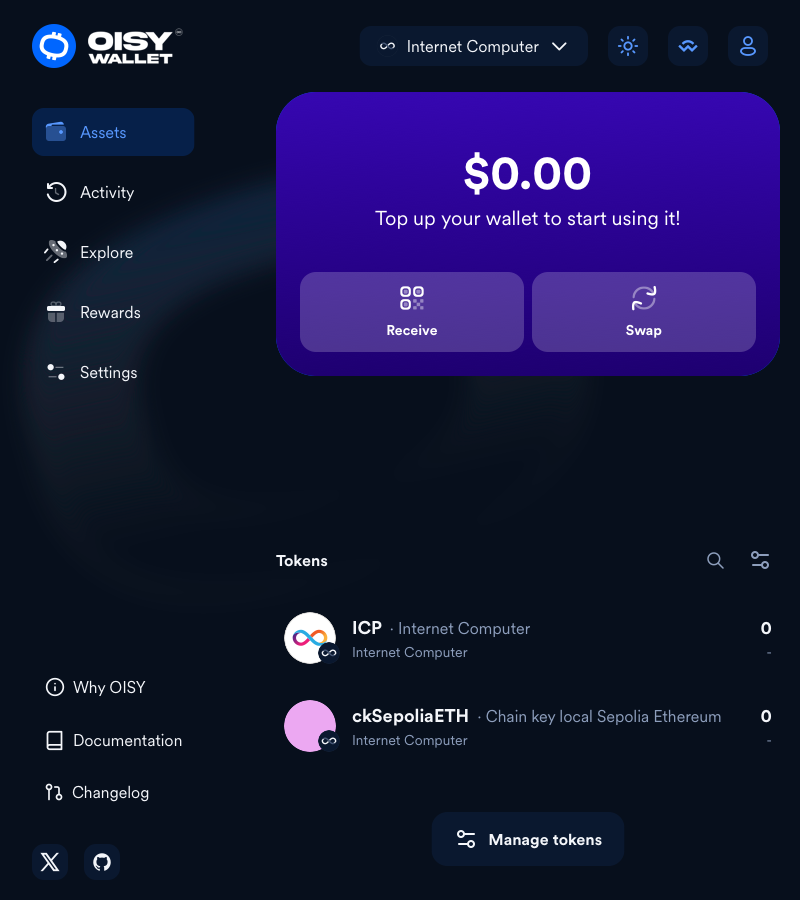 OISY
WALLET
Internet Computer
Assets
Activity
Explore
Rewards
Settings
$0.00
Top up your wallet to start using it!
Receive
Swap
Tokens
ICP · Internet Computer
0
Internet Computer
-
ckSepoliaETH · Chain key local Sepolia Ethereum
0
Internet Computer
-
Manage tokens
Why OISY
Documentation
Changelog